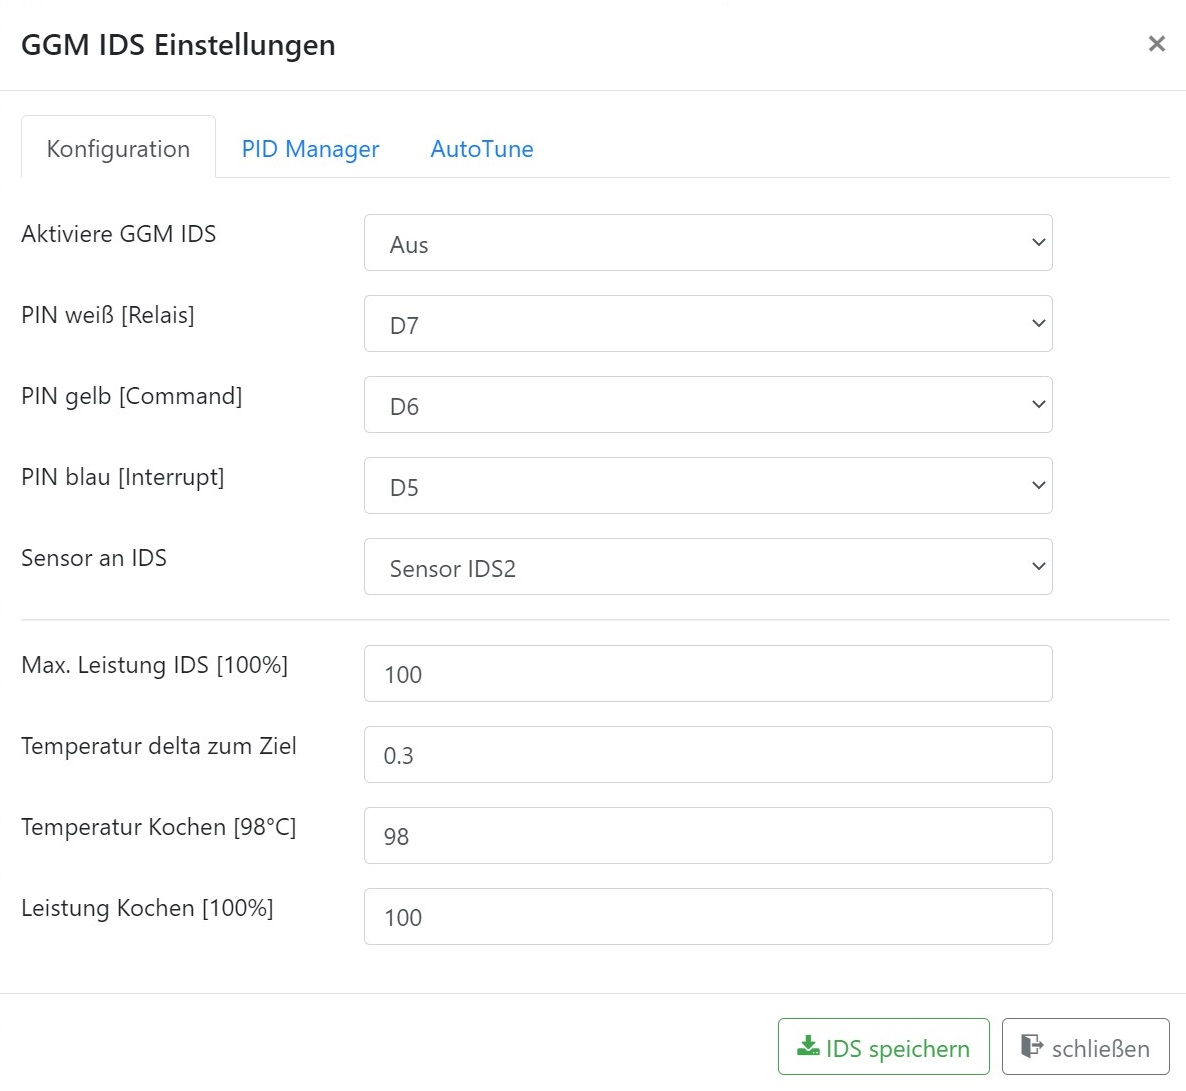 GGM IDS Einstellungen
Konfiguration PID Manager AutoTune
Aktiviere GGM IDS Aus
PIN weiß [Relais] D7
PIN gelb [Command] D6
PIN blau [Interrupt] D5
Sensor an IDS Sensor IDS2
Max. Leistung IDS [100%] 100
Temperatur delta zum Ziel 0.3
Temperatur Kochen [98°C] 98
Leistung Kochen [100%] 100
IDS speichern schließen